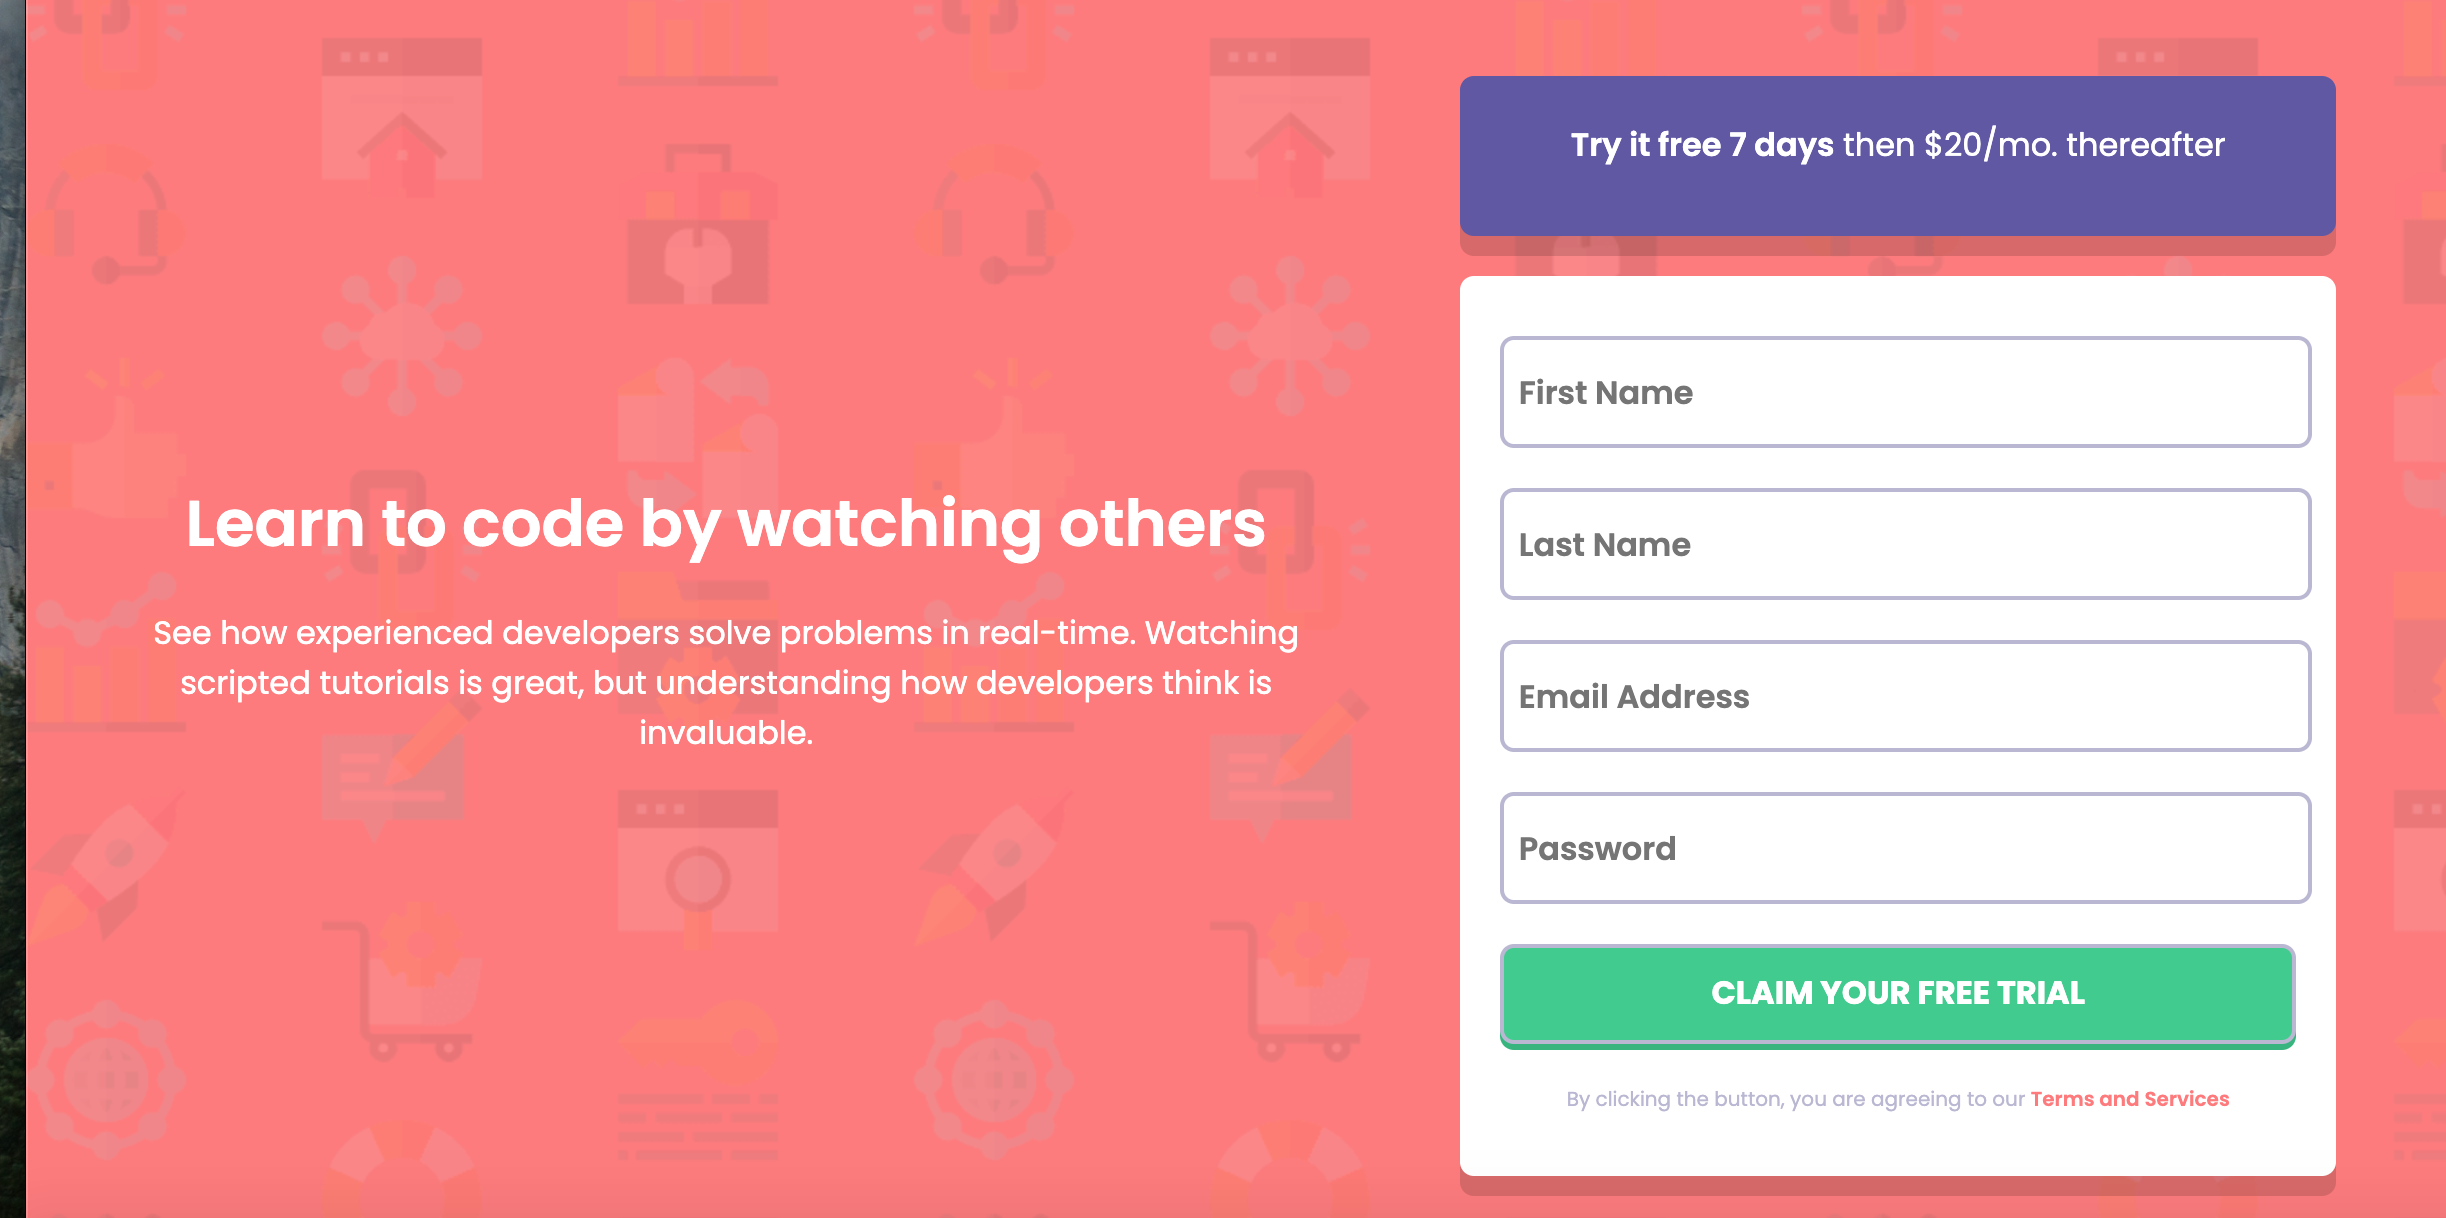 Try it free 7 days then $20/mo. thereafter
Learn to code by watching others
See how experienced developers solve problems in real-time. Watching
scripted tutorials is great, but understanding how developers think is
invaluable.
First Name
Last Name
Email Address
Password
CLAIM YOUR FREE TRIAL
By clicking the button, you are agreeing to our Terms and Services